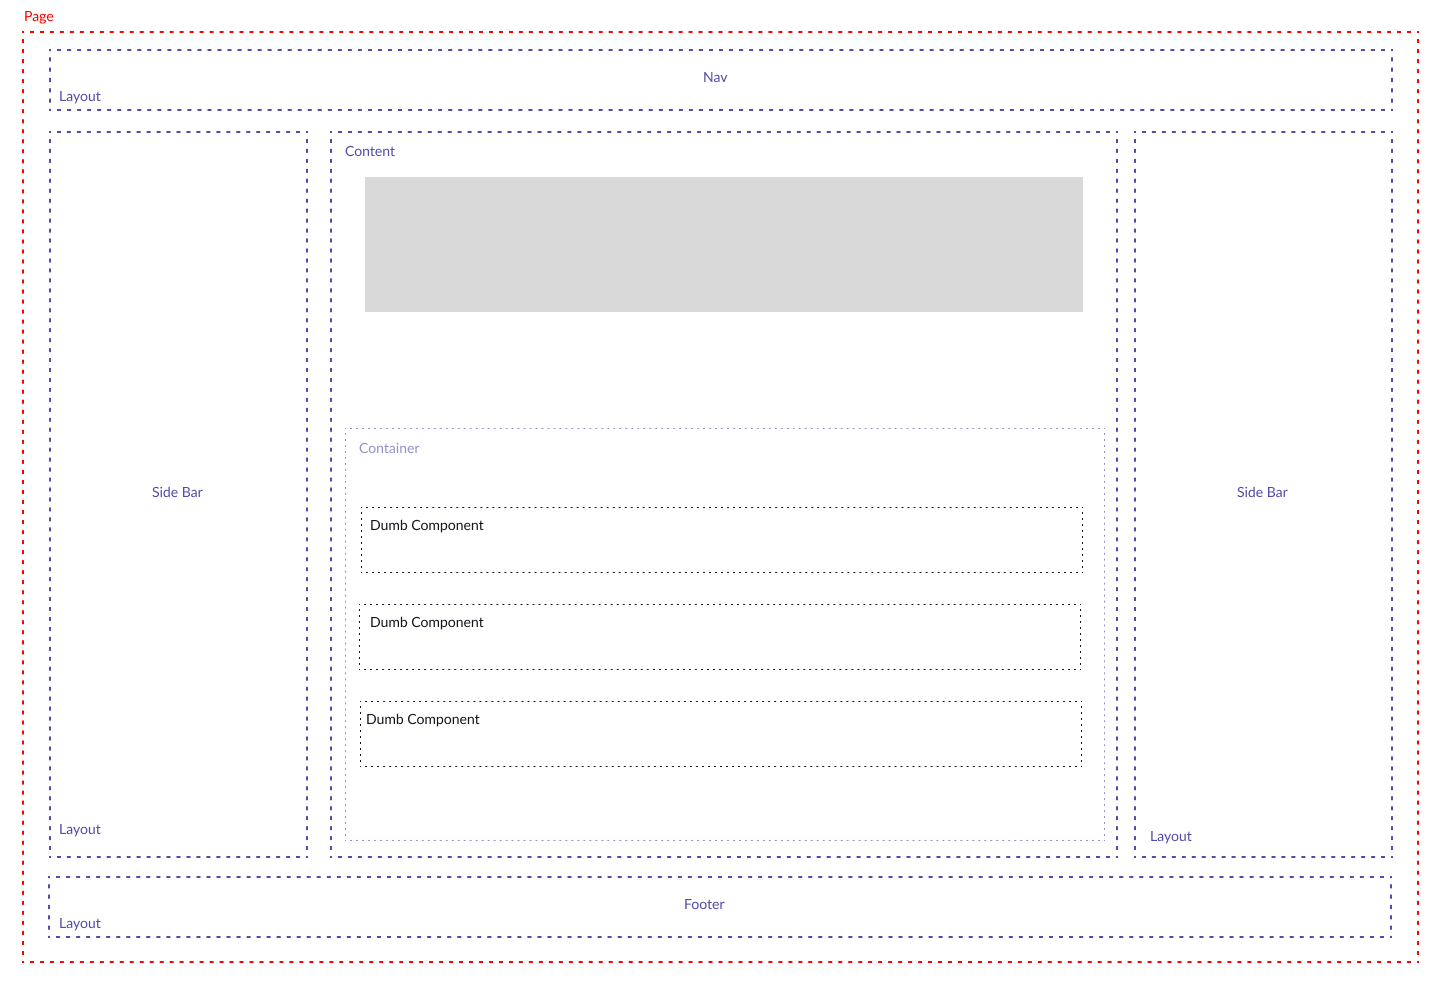 Page
Nav
Layout
Content
Container
Side Bar
Side Bar
Dumb Component
Dumb Component
Dumb Component
Layout
Layout
Footer
Layout